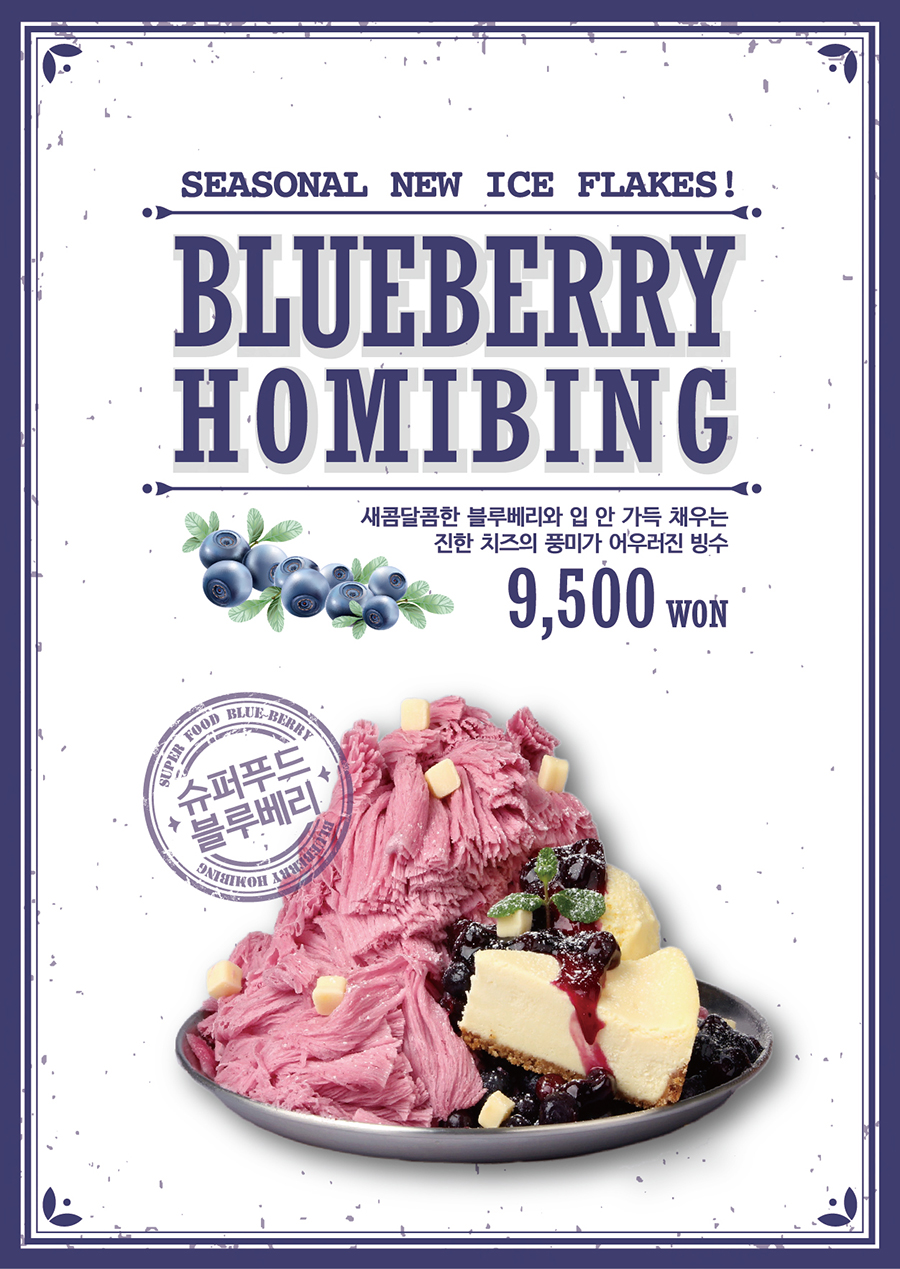 SEASONAL NEW ICE FLAKES!
BLUEBERRY
HOMIBING
새콤달콤한 블루베리와 입 안 가득 채우는
진한 치즈의 풍미가 어우러진 빙수
9,500 WON
SUPER FOOD BLUE-BERRY
슈퍼푸드
블루베리
BLUEBERRY HOMIBING